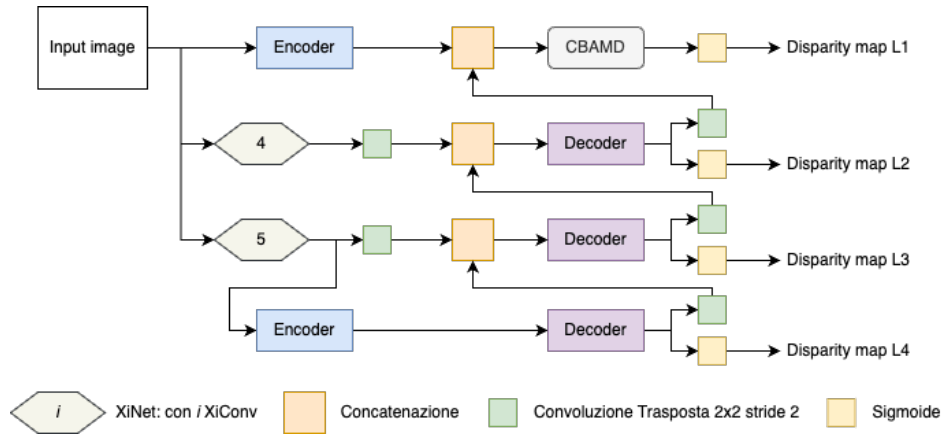 Input image
Encoder
CBAMD
Disparity map L1
4
Decoder
Disparity map L2
5
Decoder
Disparity map L3
Encoder
Decoder
Disparity map L4
i
XiNet: con i XiConv
Concatenazione
Convoluzione Trasposta 2x2 stride 2
Sigmoide